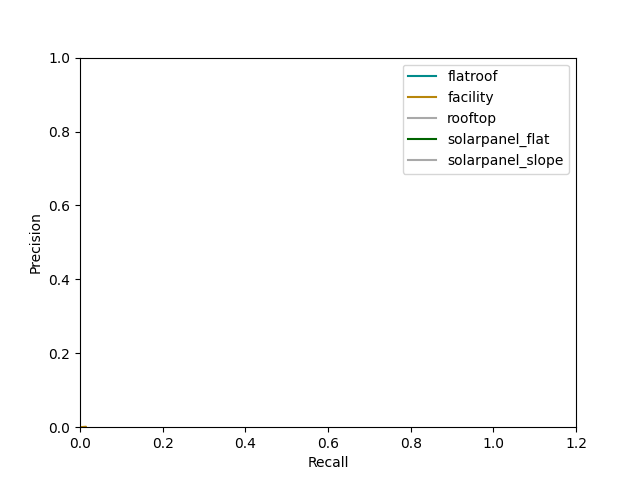 1.0
0.8
0.6
0.4
0.2
0.0
Precision
flatroof
facility
rooftop
solarpanel_flat
solarpanel_slope
0.0 0.2 0.4 0.6 0.8 1.0 1.2
Recall